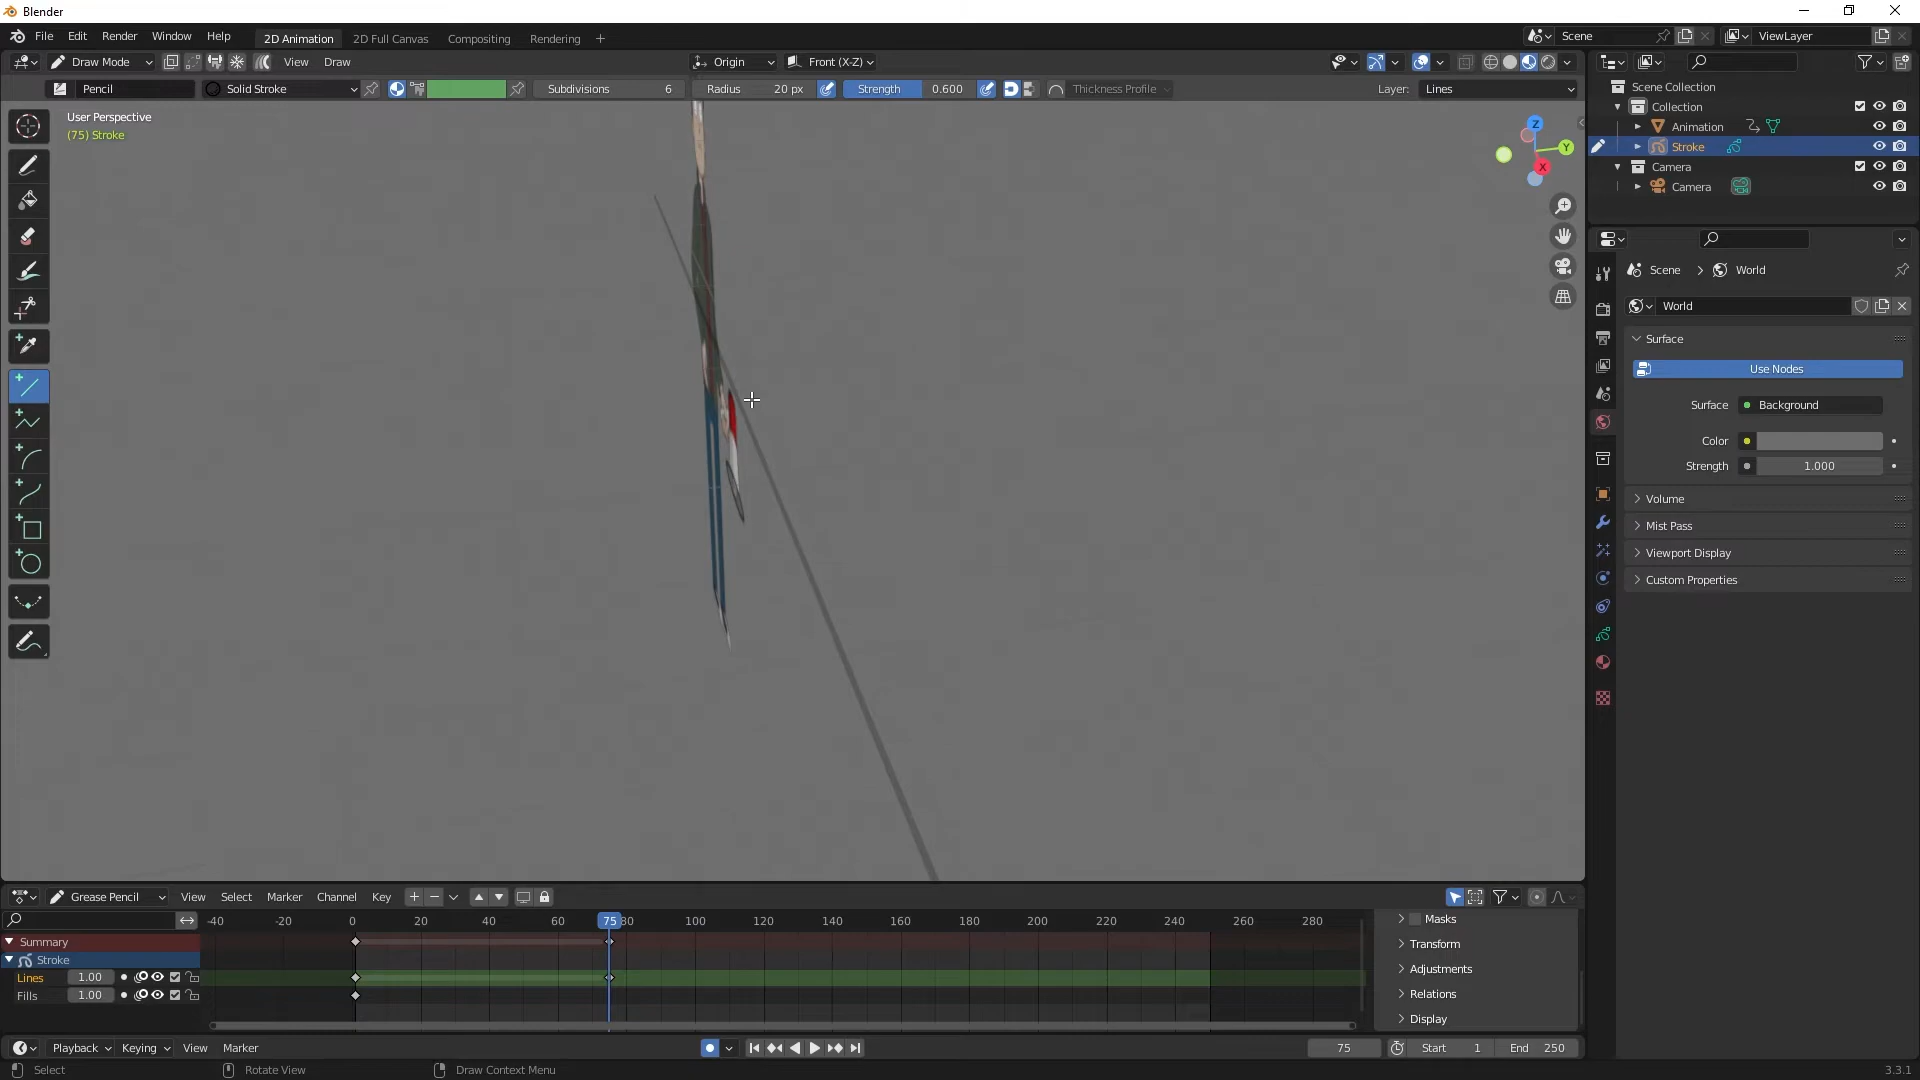 Blender
File Edit Render Window Help 2D Animation 2D Full Canvas Compositing Rendering + Scene ViewLayer
Draw Mode View Draw Origin Front (X-Z)
Pencil Solid Stroke Subdivisions 6 Radius 20 px Strength 0.600 Thickness Profile Layer: Lines
User Perspective
(75) Stroke
Z
Y
X
Scene Collection
Collection
Animation
Stroke
Camera
Camera
Scene > World
World
Surface
Use Nodes
Surface Background
Color
Strength 1.000
Volume
Mist Pass
Viewport Display
Custom Properties
Grease Pencil View Select Marker Channel Key
-40 -20 0 20 40 60 75 80 100 120 140 160 180 200 220 240 260 280
Summary
Stroke
Lines 1.00
Fills 1.00
Masks
Transform
Adjustments
Relations
Display
Playback Keying View Marker 75 Start 1 End 250
Select Rotate View Draw Context Menu 3.3.1